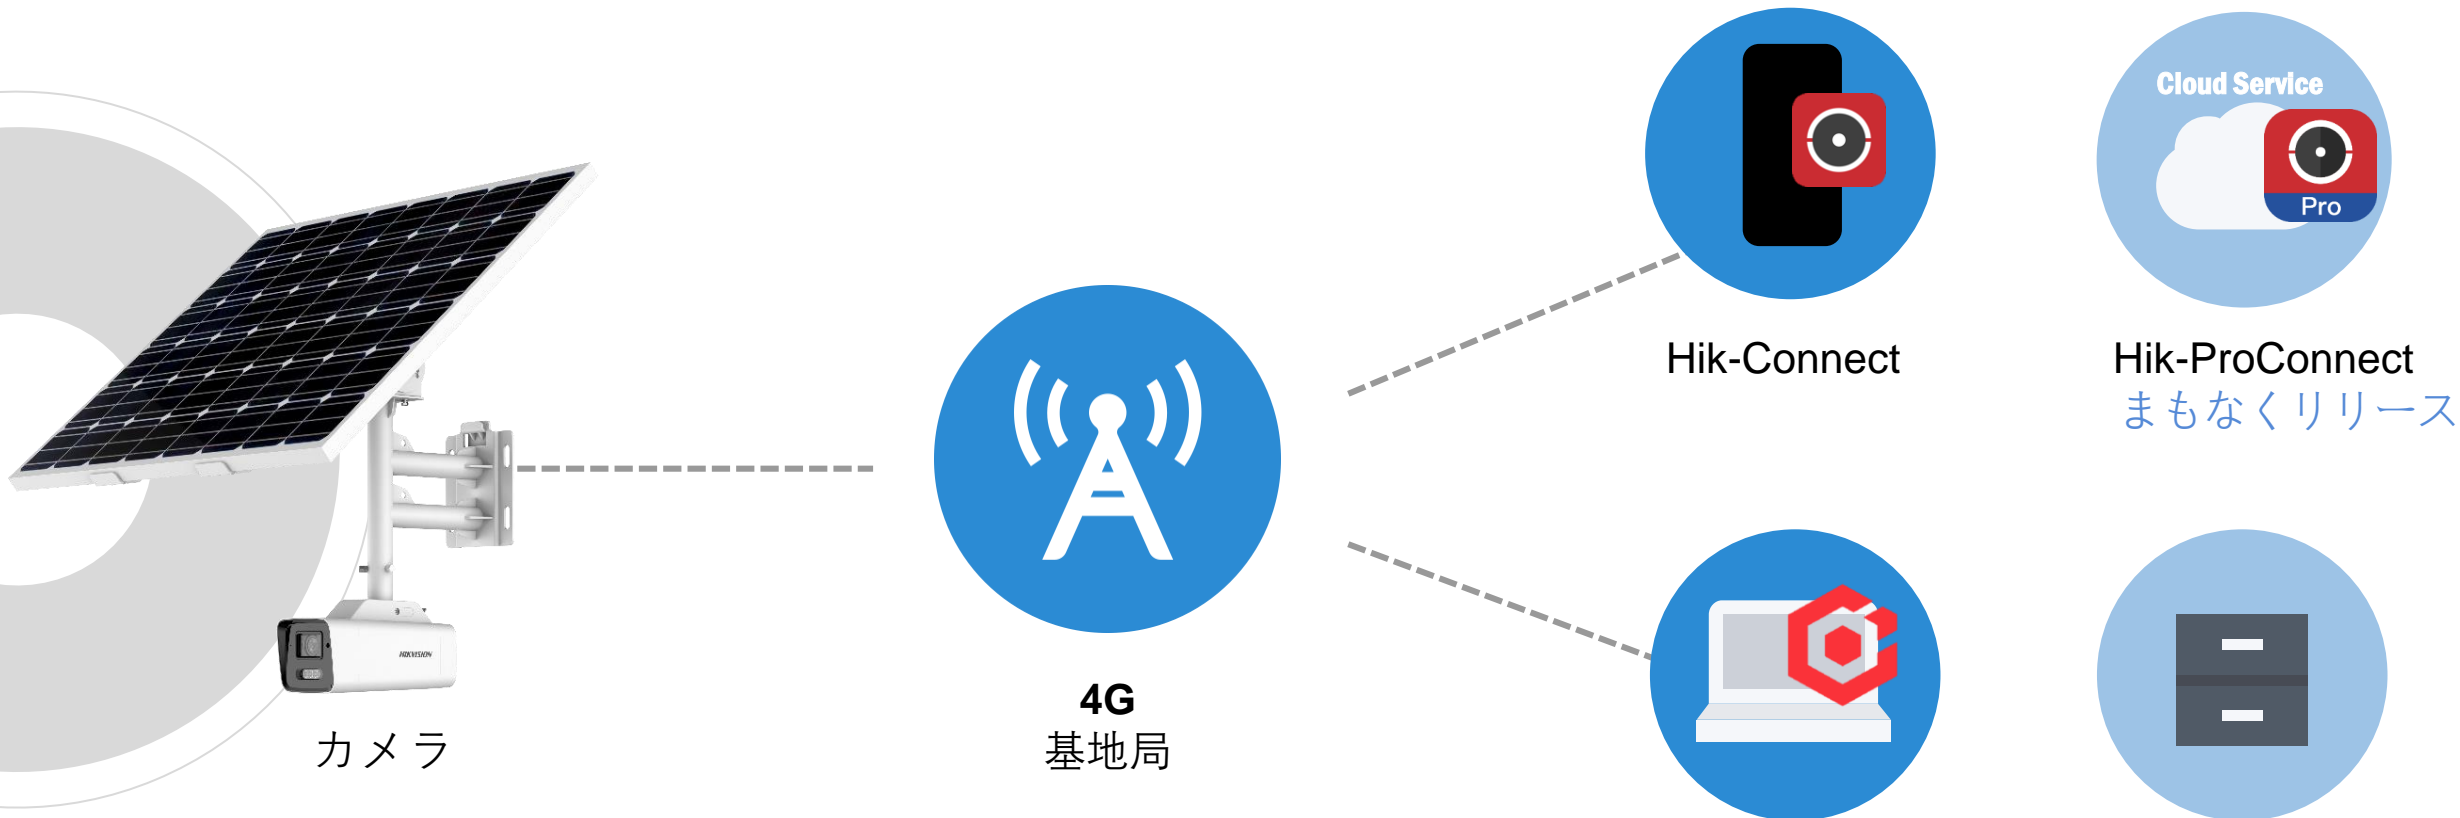 Cloud Service
Pro
Hik-Connect
Hik-ProConnect
まもなくリリース
HIKVISION
4G
基地局
カメラ